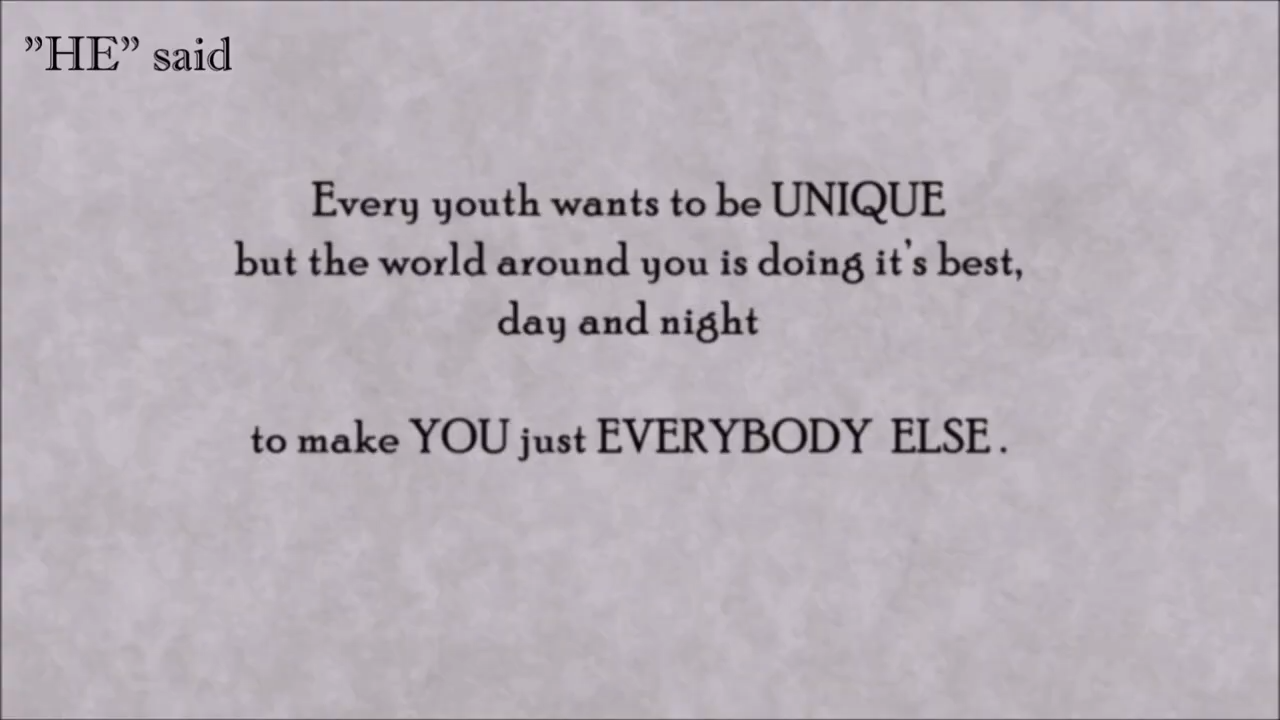 ”HE” said
Every youth wants to be UNIQUE
but the world around you is doing it's best,
day and night
to make YOU just EVERYBODY ELSE .